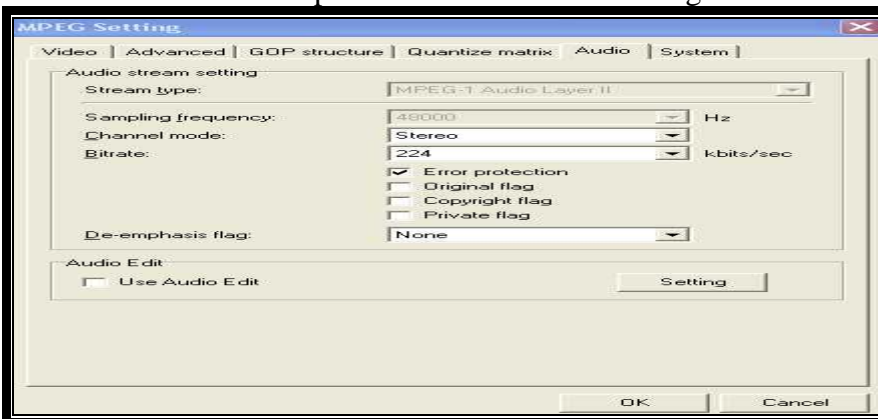 MPEG Setting
Video | Advanced | GOP structure | Quantize matrix Audio | System |
Audio stream setting
Stream type: MPEG-1 Audio Layer II
Sampling frequency: 48000 Hz
Channel mode: Stereo
Bitrate: 224 kbits/sec
Error protection
Original flag
Copyright flag
Private flag
De-emphasis flag: None
Audio Edit
Use Audio Edit Setting
OK Cancel